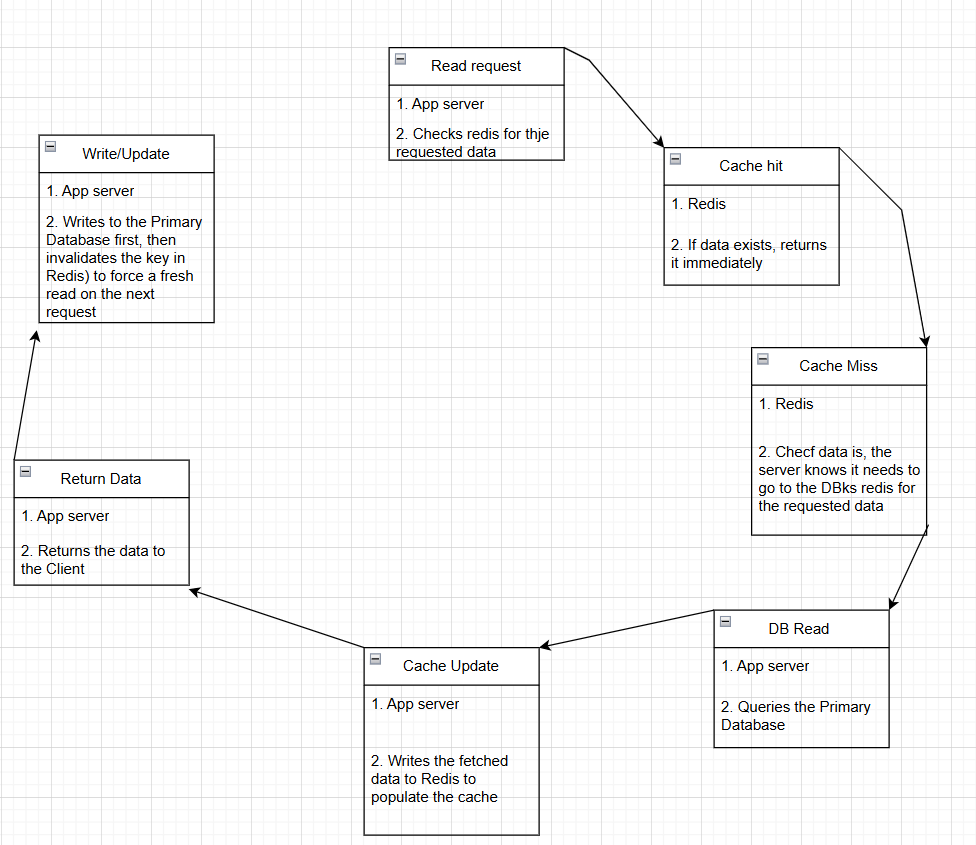 Read request
1. App server
2. Checks redis for thje
requested data
Cache hit
1. Redis
2. If data exists, returns
it immediately
Cache Miss
1. Redis
2. Checf data is, the
server knows it needs to
go to the DBks redis for
the requested data
DB Read
1. App server
2. Queries the Primary
Database
Cache Update
1. App server
2. Writes the fetched
data to Redis to
populate the cache
Return Data
1. App server
2. Returns the data to
the Client
Write/Update
1. App server
2. Writes to the Primary
Database first, then
invalidates the key in
Redis) to force a fresh
read on the next
request